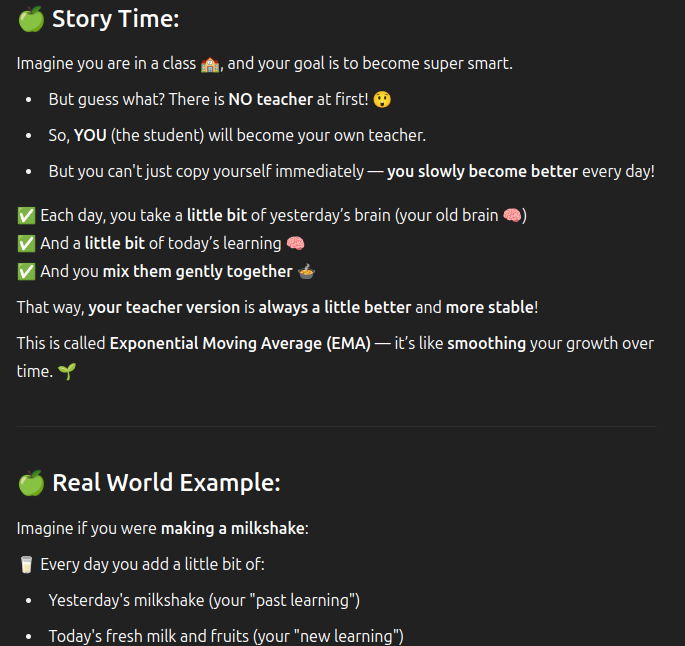 🍏 Story Time:
Imagine you are in a class 🏫, and your goal is to become super smart.
• But guess what? There is NO teacher at first! 😲
• So, YOU (the student) will become your own teacher.
• But you can't just copy yourself immediately — you slowly become better every day!
✅ Each day, you take a little bit of yesterday's brain (your old brain 🧠)
✅ And a little bit of today's learning 🧠
✅ And you mix them gently together 🍲
That way, your teacher version is always a little better and more stable!
This is called Exponential Moving Average (EMA) — it's like smoothing your growth over
time. 🌱
🍏 Real World Example:
Imagine if you were making a milkshake:
🥛 Every day you add a little bit of:
• Yesterday's milkshake (your "past learning")
• Today's fresh milk and fruits (your "new learning")